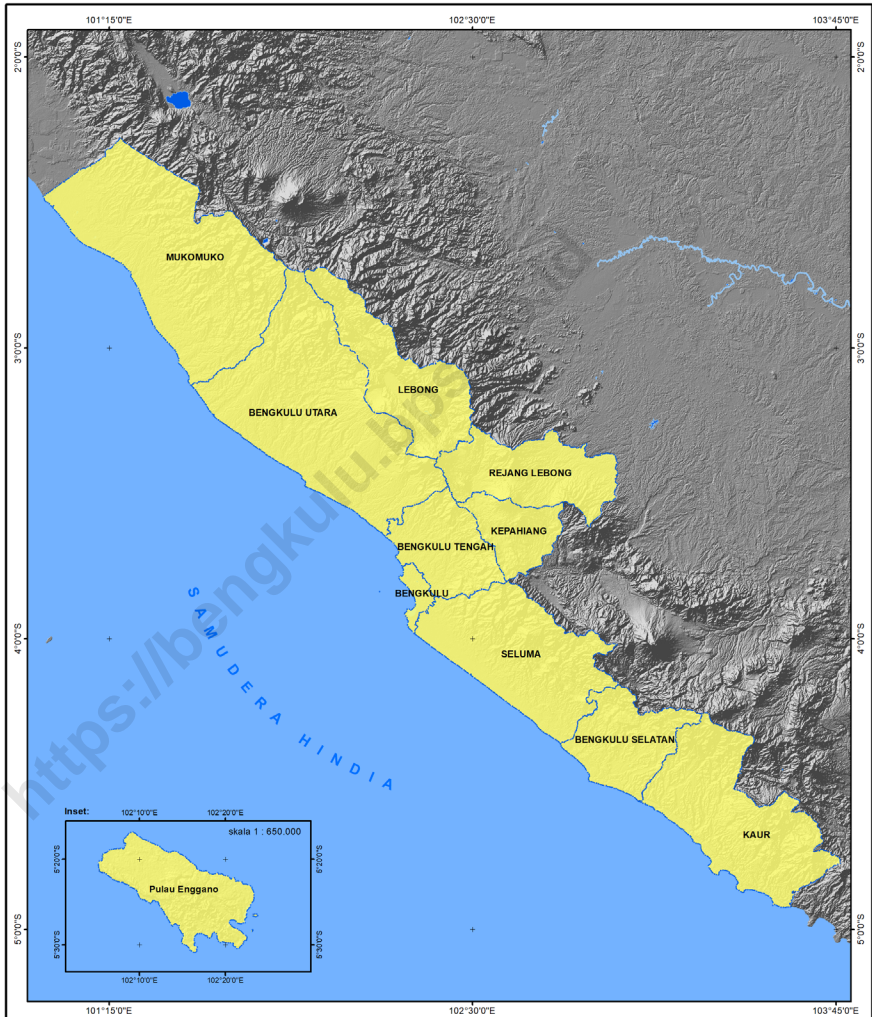 101°15'0"E 102°30'0"E 103°45'0"E
2°0'0"S 2°0'0"S
MUKOMUKO
3°0'0"S 3°0'0"S
LEBONG
BENGKULU UTARA
REJANG LEBONG
KEPAHIANG
BENGKULU TENGAH
BENGKULU
4°0'0"S 4°0'0"S
SELUMA
BENGKULU SELATAN
KAUR
SAMUDERA HINDIA
https://bengkulu.bps
id
Inset:
102°10'0"E 102°20'0"E
skala 1 : 650.000
5°20'0"S 5°20'0"S
Pulau Enggano
5°30'0"S 5°30'0"S
102°10'0"E 102°20'0"E
5°0'0"S 5°0'0"S
101°15'0"E 102°30'0"E 103°45'0"E